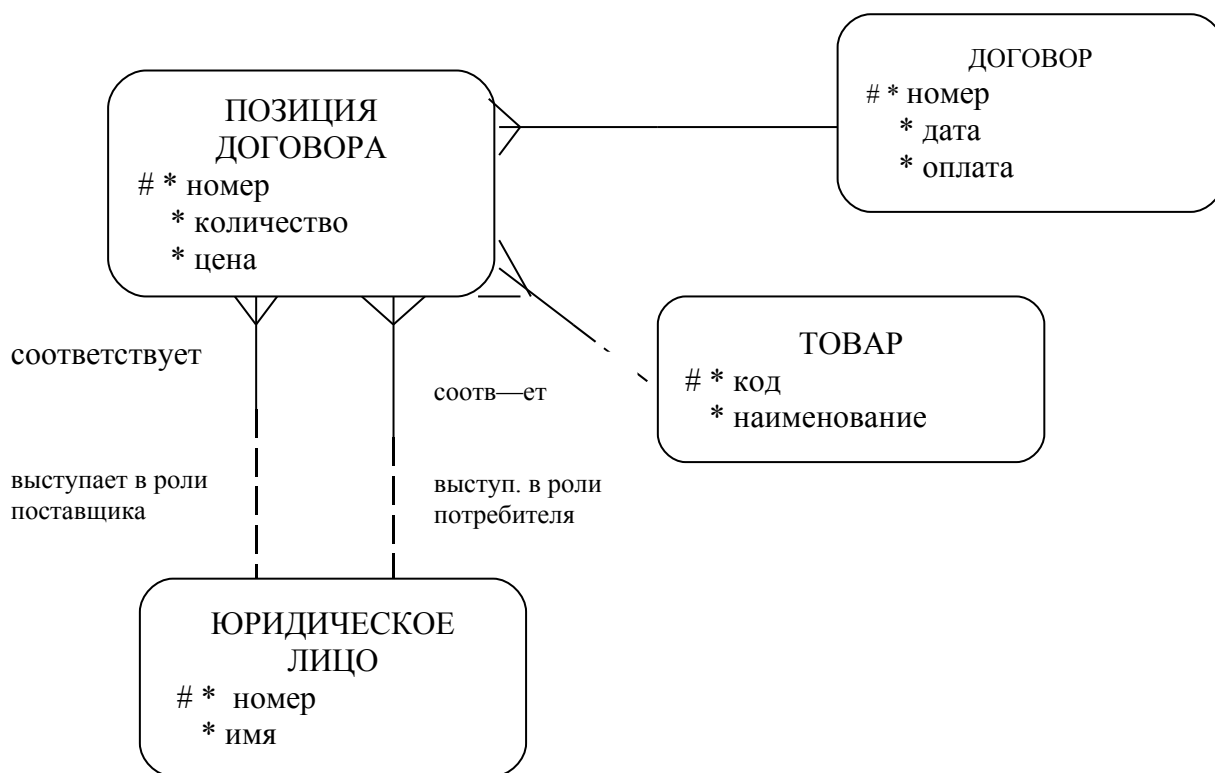 ДОГОВОР
# * номер
* дата
* оплата
ПОЗИЦИЯ
ДОГОВОРА
# * номер
* количество
* цена
ТОВАР
# * код
* наименование
соответствует
соотв—ет
выступает в роли
поставщика
выступ. в роли
потребителя
ЮРИДИЧЕСКОЕ
ЛИЦО
# * номер
* имя